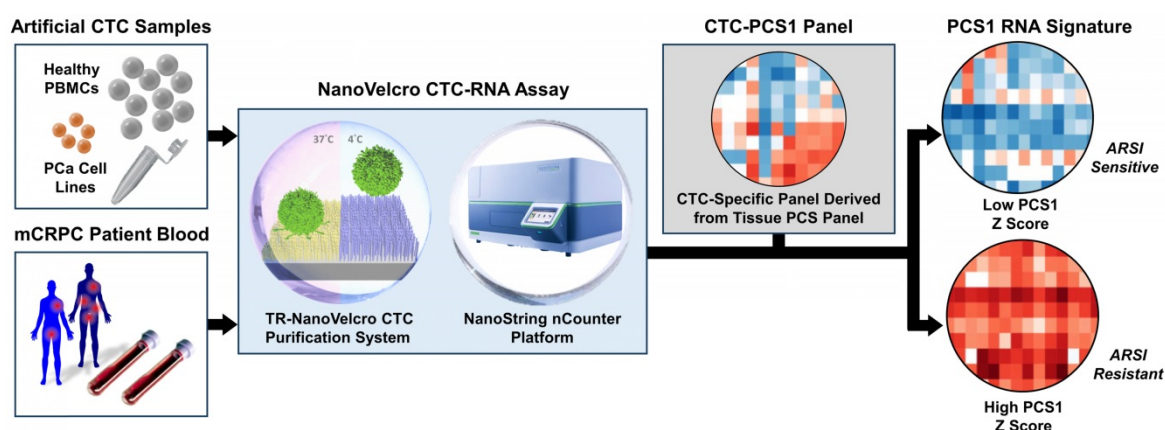 Artificial CTC Samples
Healthy
PBMCs
PCa Cell
Lines
mCRPC Patient Blood
NanoVelcro CTC-RNA Assay
37°C
4°C
TR-NanoVelcro CTC
Purification System
NanoString nCounter
Platform
CTC-PCS1 Panel
CTC-Specific Panel Derived
from Tissue PCS Panel
PCS1 RNA Signature
ARSI
Sensitive
Low PCS1
Z Score
ARSI
Resistant
High PCS1
Z Score